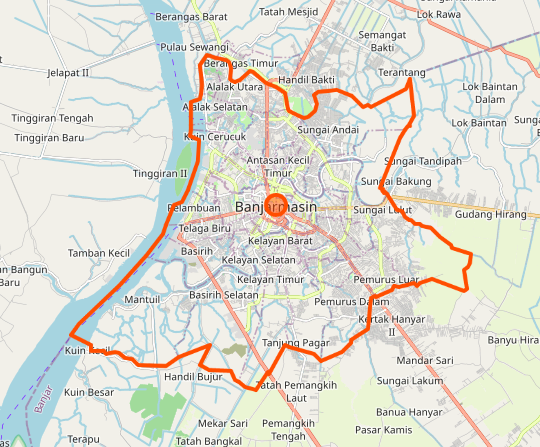 Tatah Mesjid
Lok Rawa
Berangas Barat
Semangat
Bakti
Pulau Sewangi
Berangas Timur
Terantang
Jelapat II
Handil Bakti
Alalak Utara
Lok Bantan
Dalam
Alalak Selatan
Tinggiran Tengah
Lok Baintan
Sungai Andai
Tinggiran Baru
Kuin Cerucuk
Antasan Kecil
Timur
Sungai Tandipah
Tinggiran II
Sungai Bakung
Pelambuan
Banjarmasin
Sungai Lulut
Gudang Hirang
Telaga Biru
Kelayan Barat
Basirih
Tamban Kecil
Kelayan Selatan
Bangun
Baru
Kelayan Timur
Pemurus Luar
Basirih Selatan
Mantuil
Pemurus Dalam
Kertak Hanyar
II
Tanjung Pagar
Banyu Hira
Kuin Kecil
Mandar Sari
Handil Bujur
Sungai Lakum
Tatah Pemangkih
Laut
Kuin Besar
Banjar
Banua Hanyar
Mekar Sari
Pemangkih
Tengah
Pasar Kamis
Terapu
Tatah Bangkal